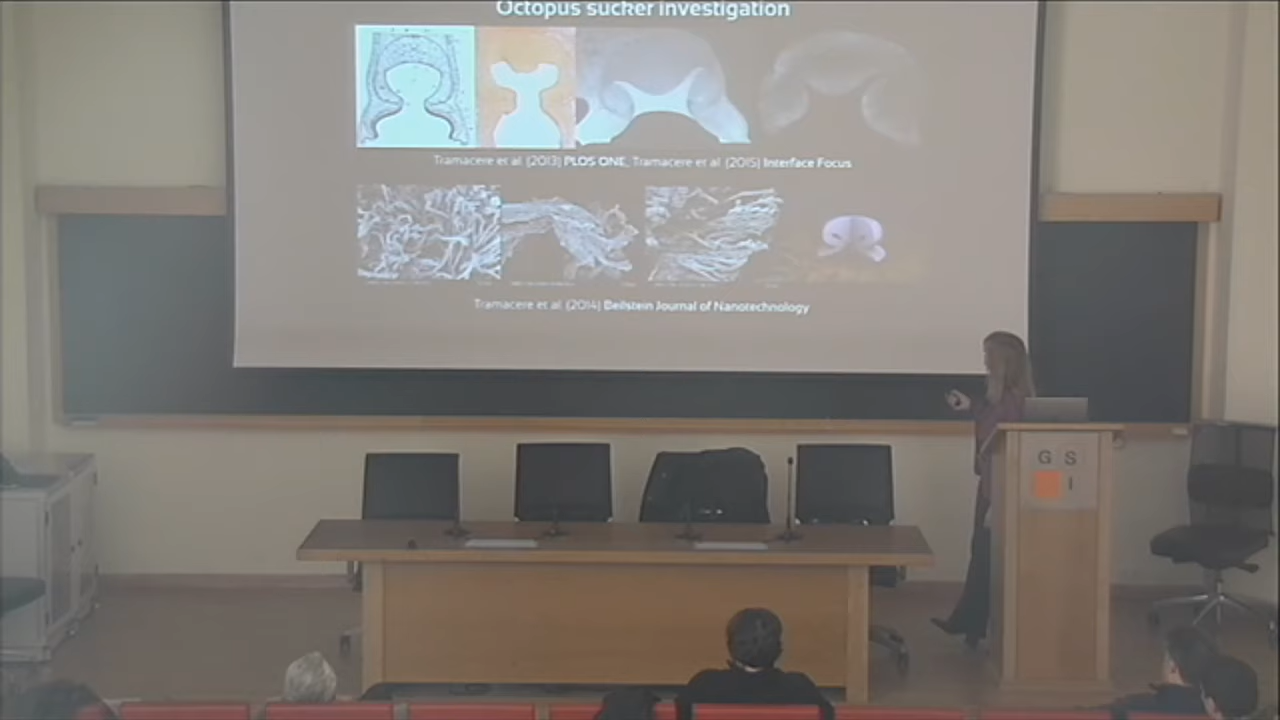 Octopus sucker investigation
Tramacere et al. (2013) PLOS ONE; Tramacere et al. (2015) Interface Focus
Tramacere et al. (2014) Beilstein Journal of Nanotechnology
G S
I